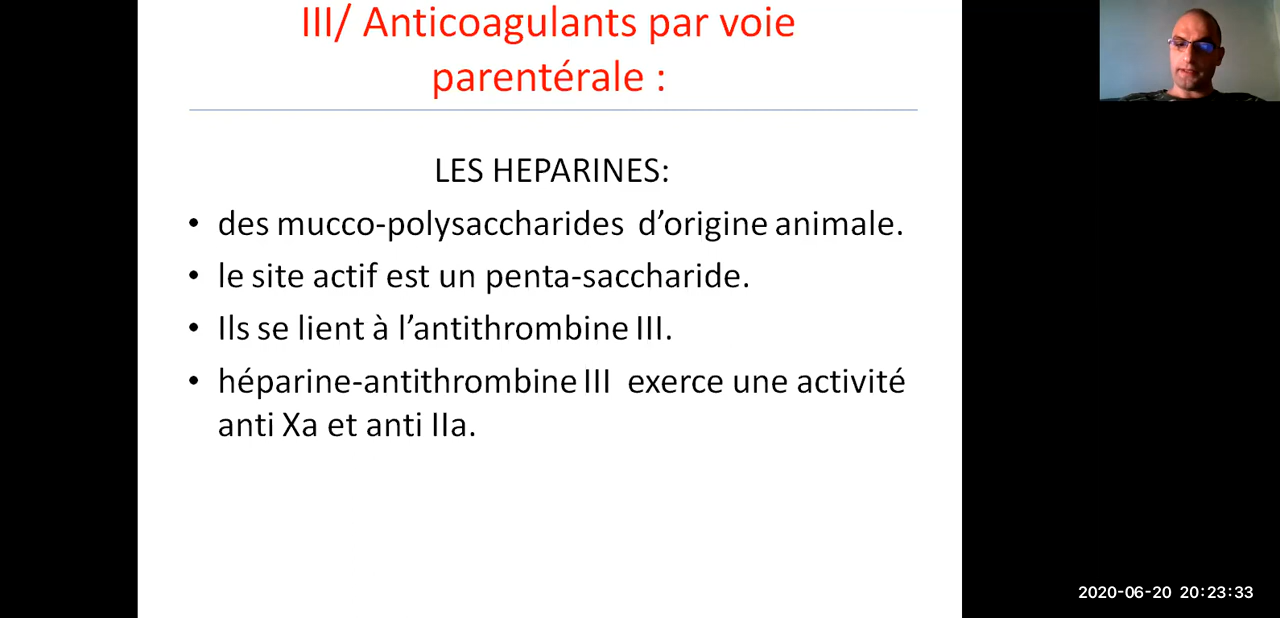 III/ Anticoagulants par voie
parentérale :
LES HEPARINES:
• des mucco-polysaccharides d’origine animale.
• le site actif est un penta-saccharide.
• Ils se lient à l’antithrombine III.
• héparine-antithrombine III exerce une activité
anti Xa et anti IIa.
2020-06-20 20:23:33